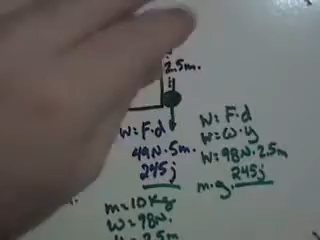 2.5m.
y
W=F·d
49N·5m.
245j
W=F·d
W=W·y
W=98N·2.5m
245j
m·g.
m=10Kg
W=98N.